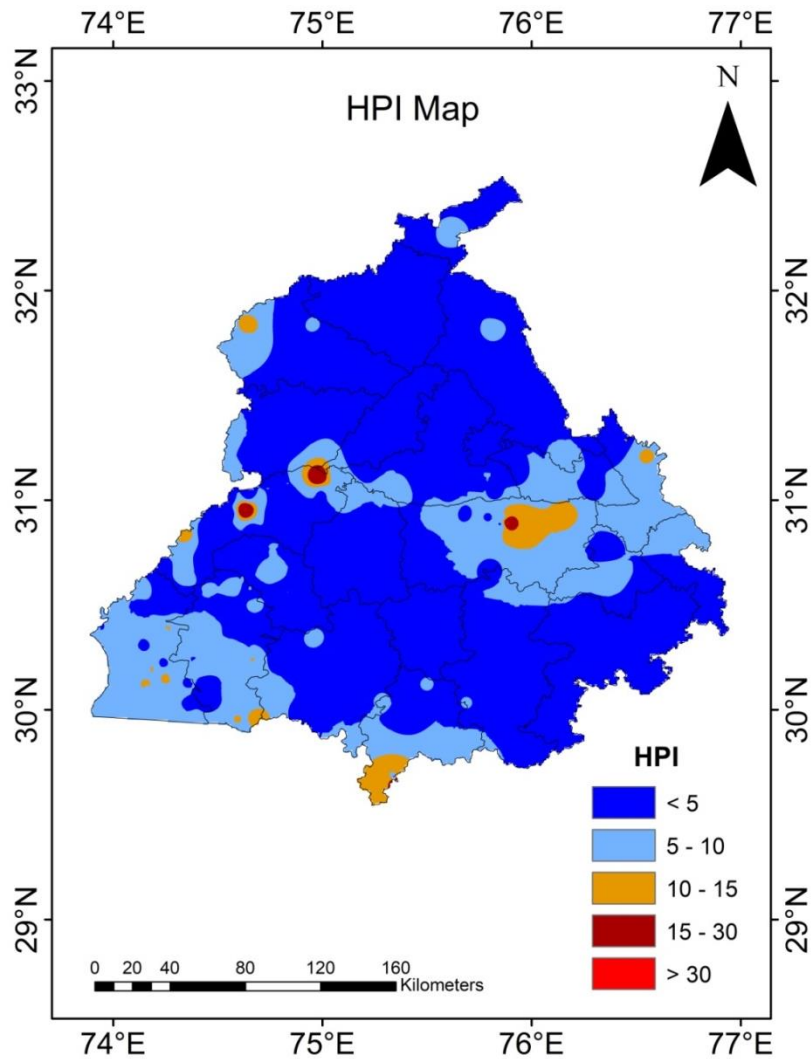 74°E 75°E 76°E 77°E
33°N 33°N
HPI Map
N
32°N 32°N
31°N 31°N
30°N 30°N
HPI
< 5
5 - 10
10 - 15
15 - 30
> 30
29°N 29°N
0 20 40 80 120 160
Kilometers
74°E 75°E 76°E 77°E